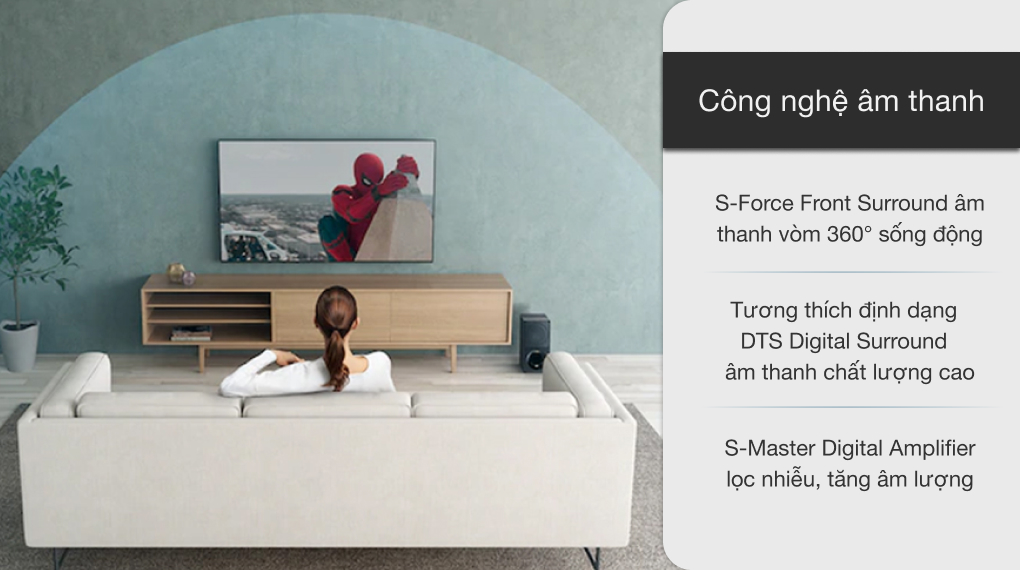 Công nghệ âm thanh
S-Force Front Surround âm
thanh vòm 360° sống động
Tương thích định dạng
DTS Digital Surround
âm thanh chất lượng cao
S-Master Digital Amplifier
lọc nhiễu, tăng âm lượng